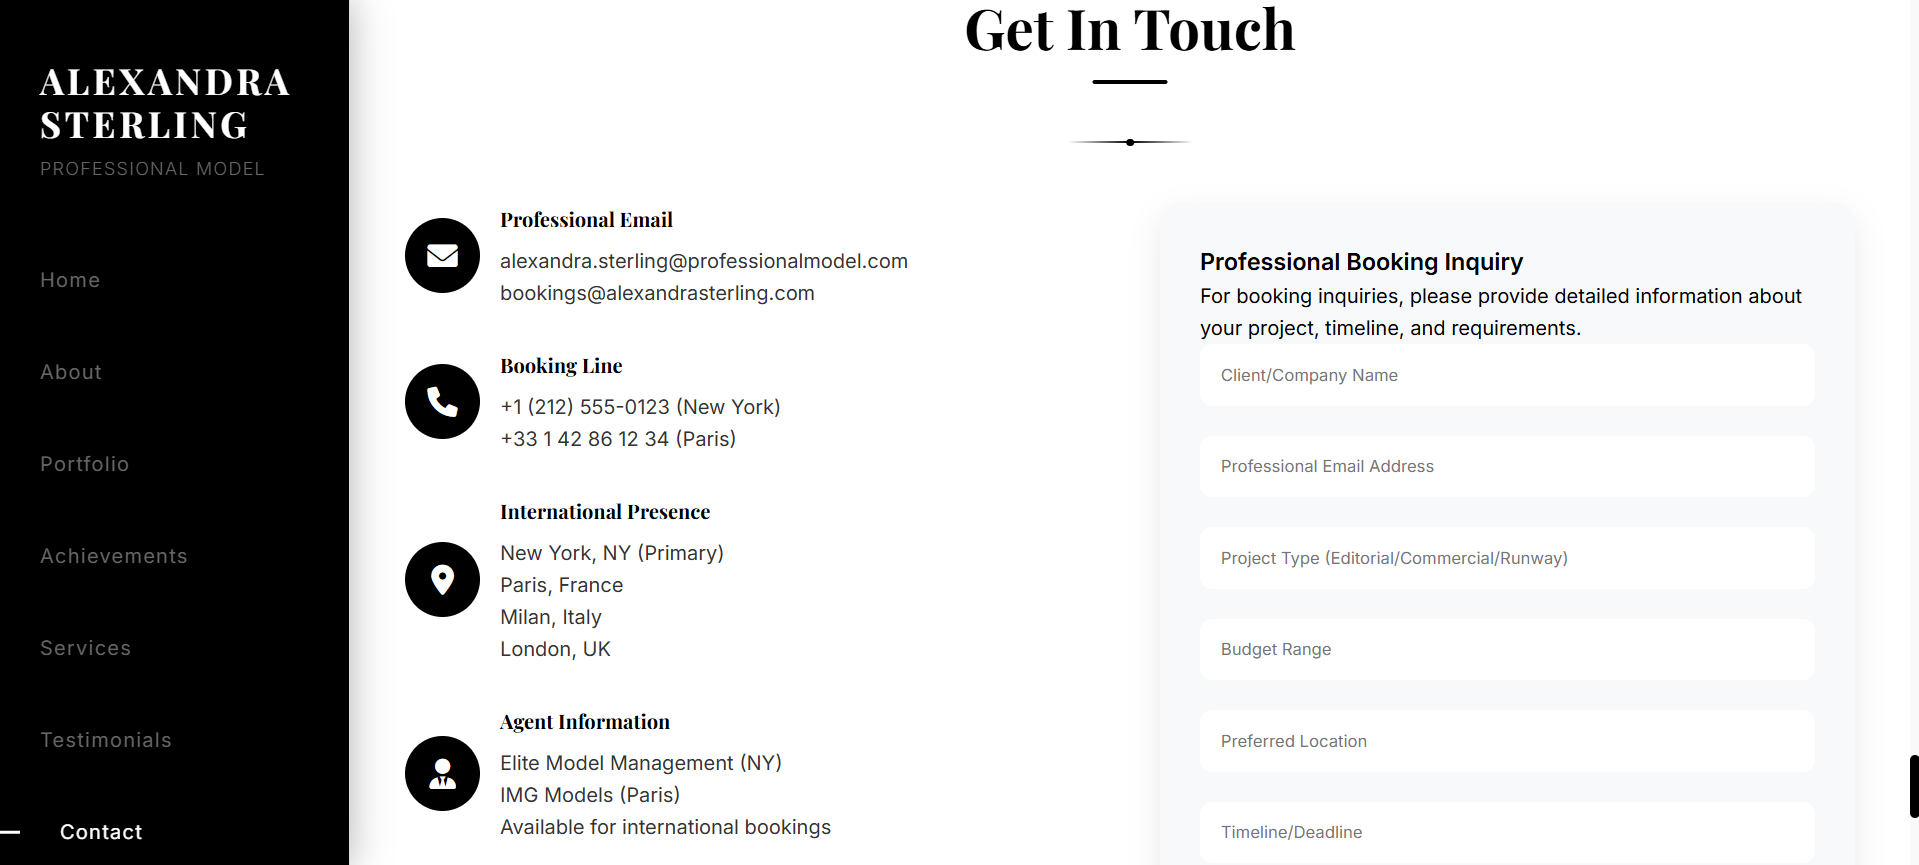 ALEXANDRA
STERLING
PROFESSIONAL MODEL
Home
About
Portfolio
Achievements
Services
Testimonials
Contact
Get In Touch
Professional Email
alexandra.sterling@professionalmodel.com
bookings@alexandrasterling.com
Booking Line
+1 (212) 555-0123 (New York)
+33 1 42 86 12 34 (Paris)
International Presence
New York, NY (Primary)
Paris, France
Milan, Italy
London, UK
Agent Information
Elite Model Management (NY)
IMG Models (Paris)
Available for international bookings
Professional Booking Inquiry
For booking inquiries, please provide detailed information about
your project, timeline, and requirements.
Client/Company Name
Professional Email Address
Project Type (Editorial/Commercial/Runway)
Budget Range
Preferred Location
Timeline/Deadline